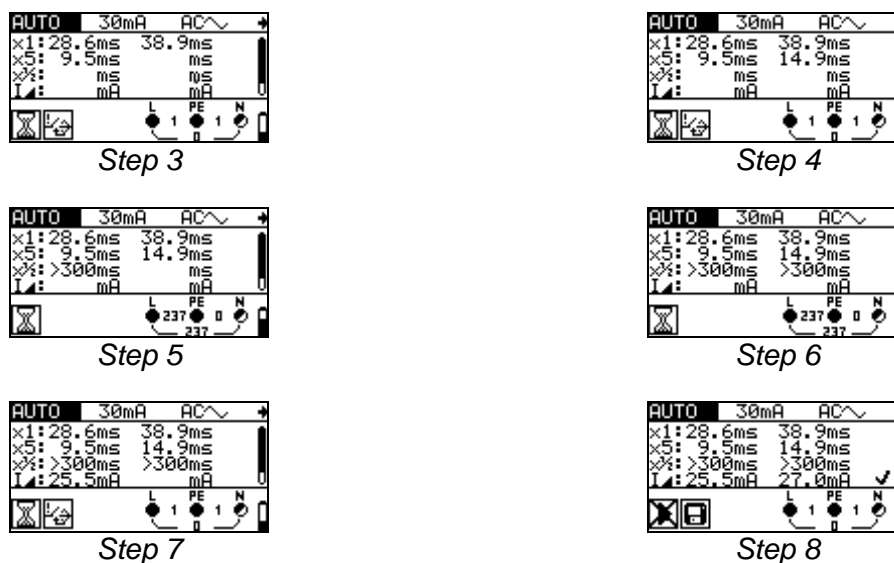 AUTO 30mA AC
x1:28.6ms 38.9ms
x5: 9.5ms ms
x½: ms ms
I◢: mA mA
L PE N
1 1
0
Step 3
AUTO 30mA AC
x1:28.6ms 38.9ms
x5: 9.5ms 14.9ms
x½: ms ms
I◢: mA mA
L PE N
1 1
0
Step 4
AUTO 30mA AC
x1:28.6ms 38.9ms
x5: 9.5ms 14.9ms
x½:>300ms ms
I◢: mA mA
L PE N
237 0
237
Step 5
AUTO 30mA AC
x1:28.6ms 38.9ms
x5: 9.5ms 14.9ms
x½:>300ms >300ms
I◢: mA mA
L PE N
237 0
237
Step 6
AUTO 30mA AC
x1:28.6ms 38.9ms
x5: 9.5ms 14.9ms
x½:>300ms >300ms
I◢:25.5mA mA
L PE N
1 1
0
Step 7
AUTO 30mA AC
x1:28.6ms 38.9ms
x5: 9.5ms 14.9ms
x½:>300ms >300ms
I◢:25.5mA 27.0mA
L PE N
1 1
0
Step 8